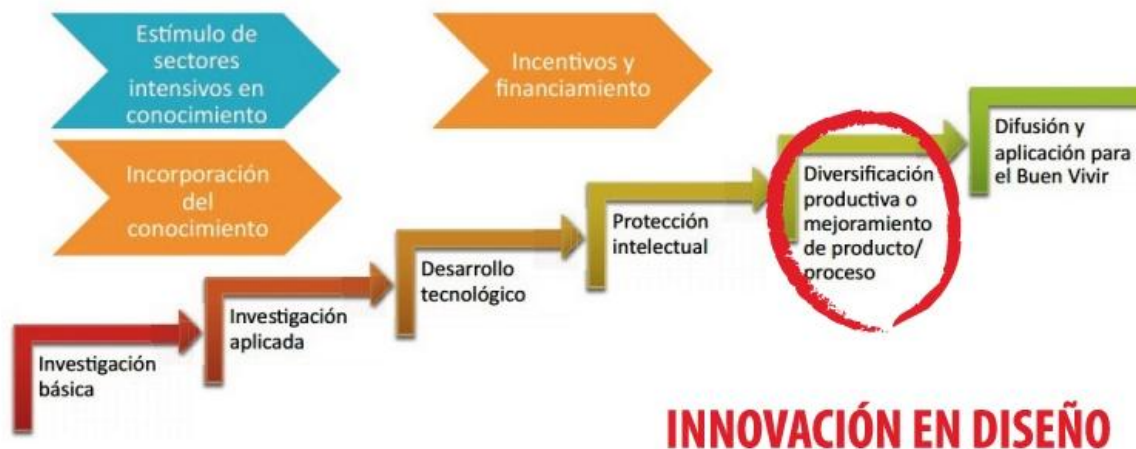 Estímulo de
sectores
intensivos en
conocimiento
Incentivos y
financiamiento
Incorporación
del
conocimiento
Difusión y
aplicación para
el Buen Vivir
Diversificación
productiva o
mejoramiento
de producto/
proceso
Protección
intelectual
Desarrollo
tecnológico
Investigación
aplicada
Investigación
básica
INNOVACIÓN EN DISEÑO